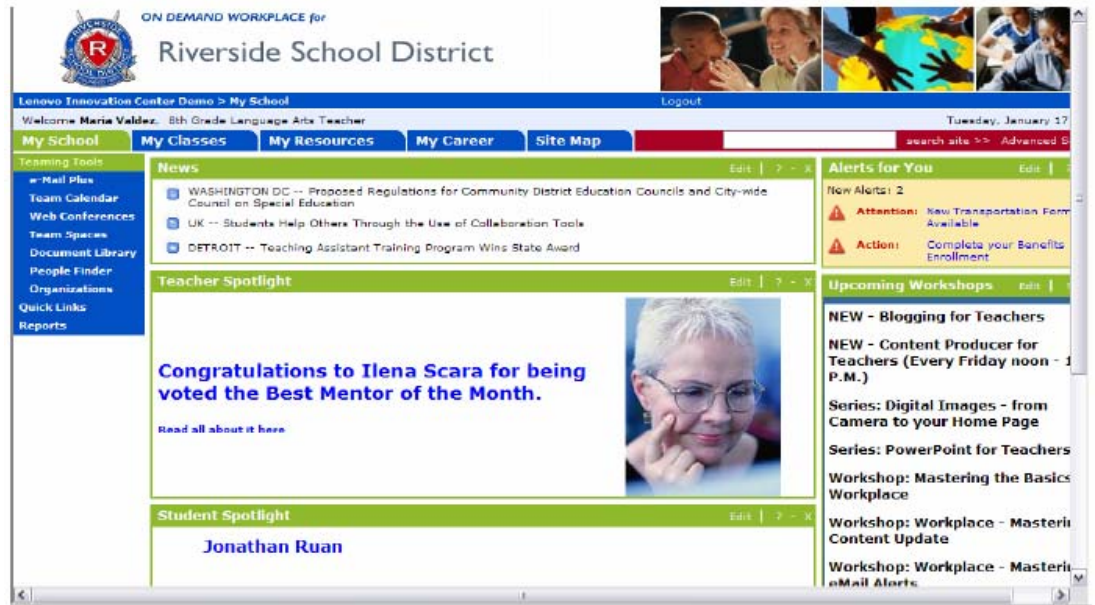 ON DEMAND WORKPLACE for
Riverside School District
R
Lenovo Innovation Center Demo > My School
Logout
Welcome Maria Valdez, 8th Grade Language Arts Teacher
Tuesday, January 17
My School
My Classes
My Resources
My Career
Site Map
search site >> Advanced S
Teaming Tools
e-Mail Plus
Team Calendar
Web Conferences
Team Spaces
Document Library
People Finder
Organizations
Quick Links
Reports
News
Edit | ? - X
WASHINGTON DC -- Proposed Regulations for Community District Education Councils and City-wide
Council on Special Education
UK -- Students Help Others Through the Use of Collaboration Tools
DETROIT -- Teaching Assistant Training Program Wins State Award
Teacher Spotlight
Edit | ? - X
Congratulations to Ilena Scara for being
voted the Best Mentor of the Month.
Read all about it here
Student Spotlight
Edit | ? - X
Jonathan Ruan
Alerts for You
Edit |
New Alerts: 2
Attention: New Transportation Form
Available
Action: Complete your Benefits
Enrollment
Upcoming Workshops
Edit |
NEW - Blogging for Teachers
NEW - Content Producer for
Teachers (Every Friday noon - 1
P.M.)
Series: Digital Images - from
Camera to your Home Page
Series: PowerPoint for Teachers
Workshop: Mastering the Basics
Workplace
Workshop: Workplace - Masteri
Content Update
Workshop: Workplace - Masteri
eMail Alerts